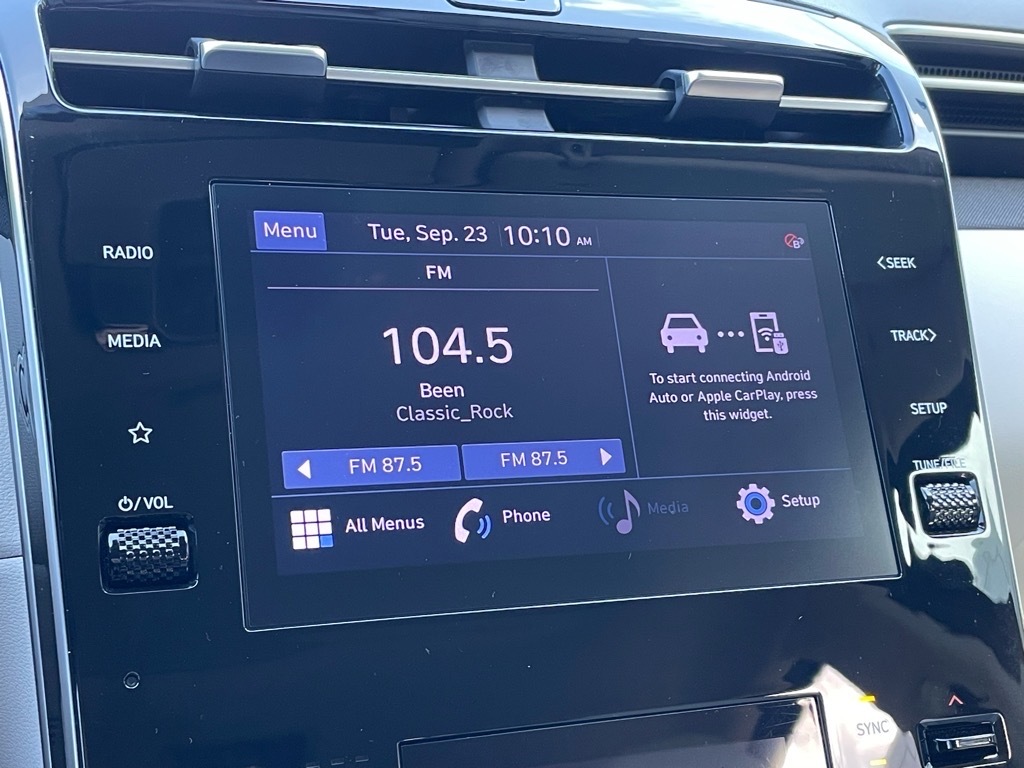 Menu
Tue, Sep. 23 10:10 AM
FM
104.5
Been
Classic_Rock
FM 87.5
FM 87.5
To start connecting Android
Auto or Apple CarPlay, press
this widget.
All Menus
Phone
Media
Setup
RADIO
MEDIA
VOL
<SEEK
TRACK>
SETUP
TUNE/FILE
SYNC